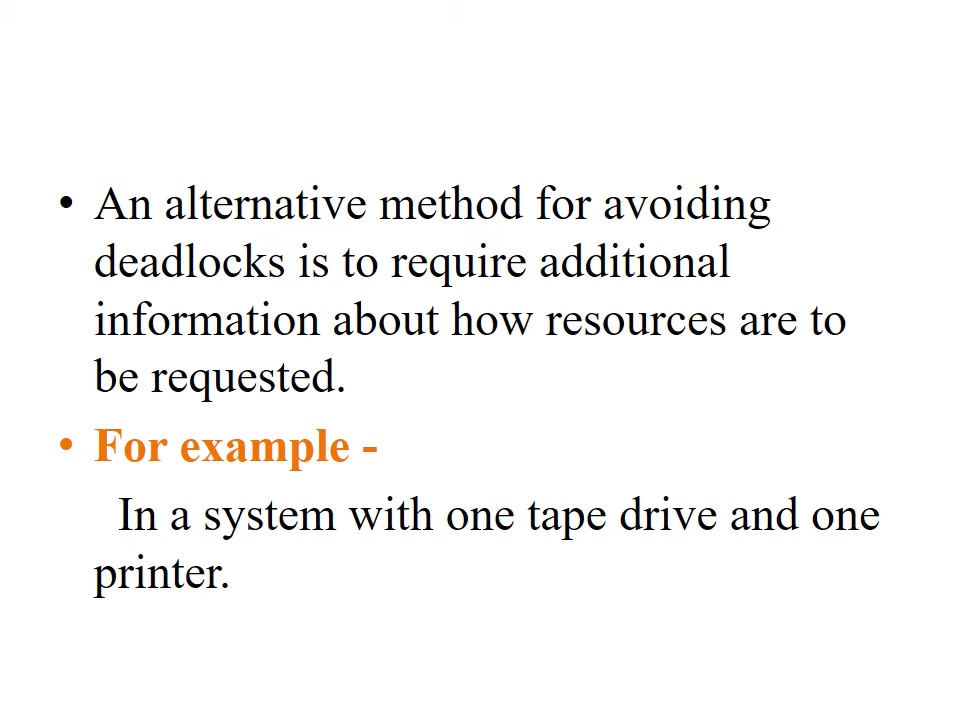 • An alternative method for avoiding
deadlocks is to require additional
information about how resources are to
be requested.
• For example -
In a system with one tape drive and one
printer.